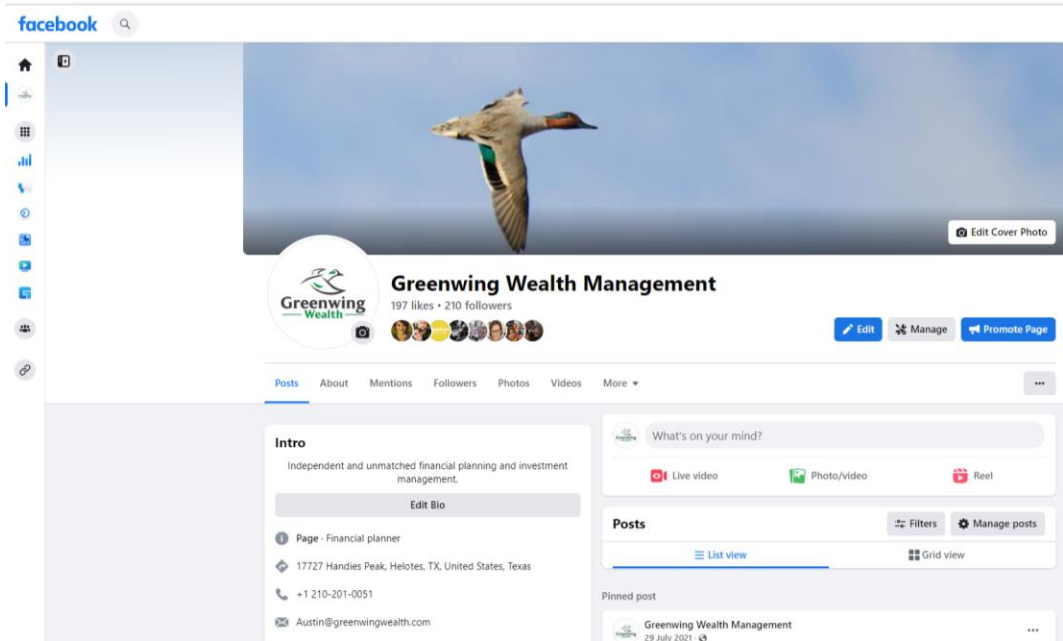 facebook
Edit Cover Photo
Greenwing
Wealth
Greenwing Wealth Management
197 likes • 210 followers
Edit
Manage
Promote Page
Posts
About
Mentions
Followers
Photos
Videos
More
Intro
Independent and unmatched financial planning and investment
management.
Edit Bio
Page · Financial planner
17727 Handies Peak, Helotes, TX, United States, Texas
+1 210-201-0051
Austin@greenwingwealth.com
What's on your mind?
Live video
Photo/video
Reel
Posts
Filters
Manage posts
List view
Grid view
Pinned post
Greenwing Wealth Management
29 July 2021 ·